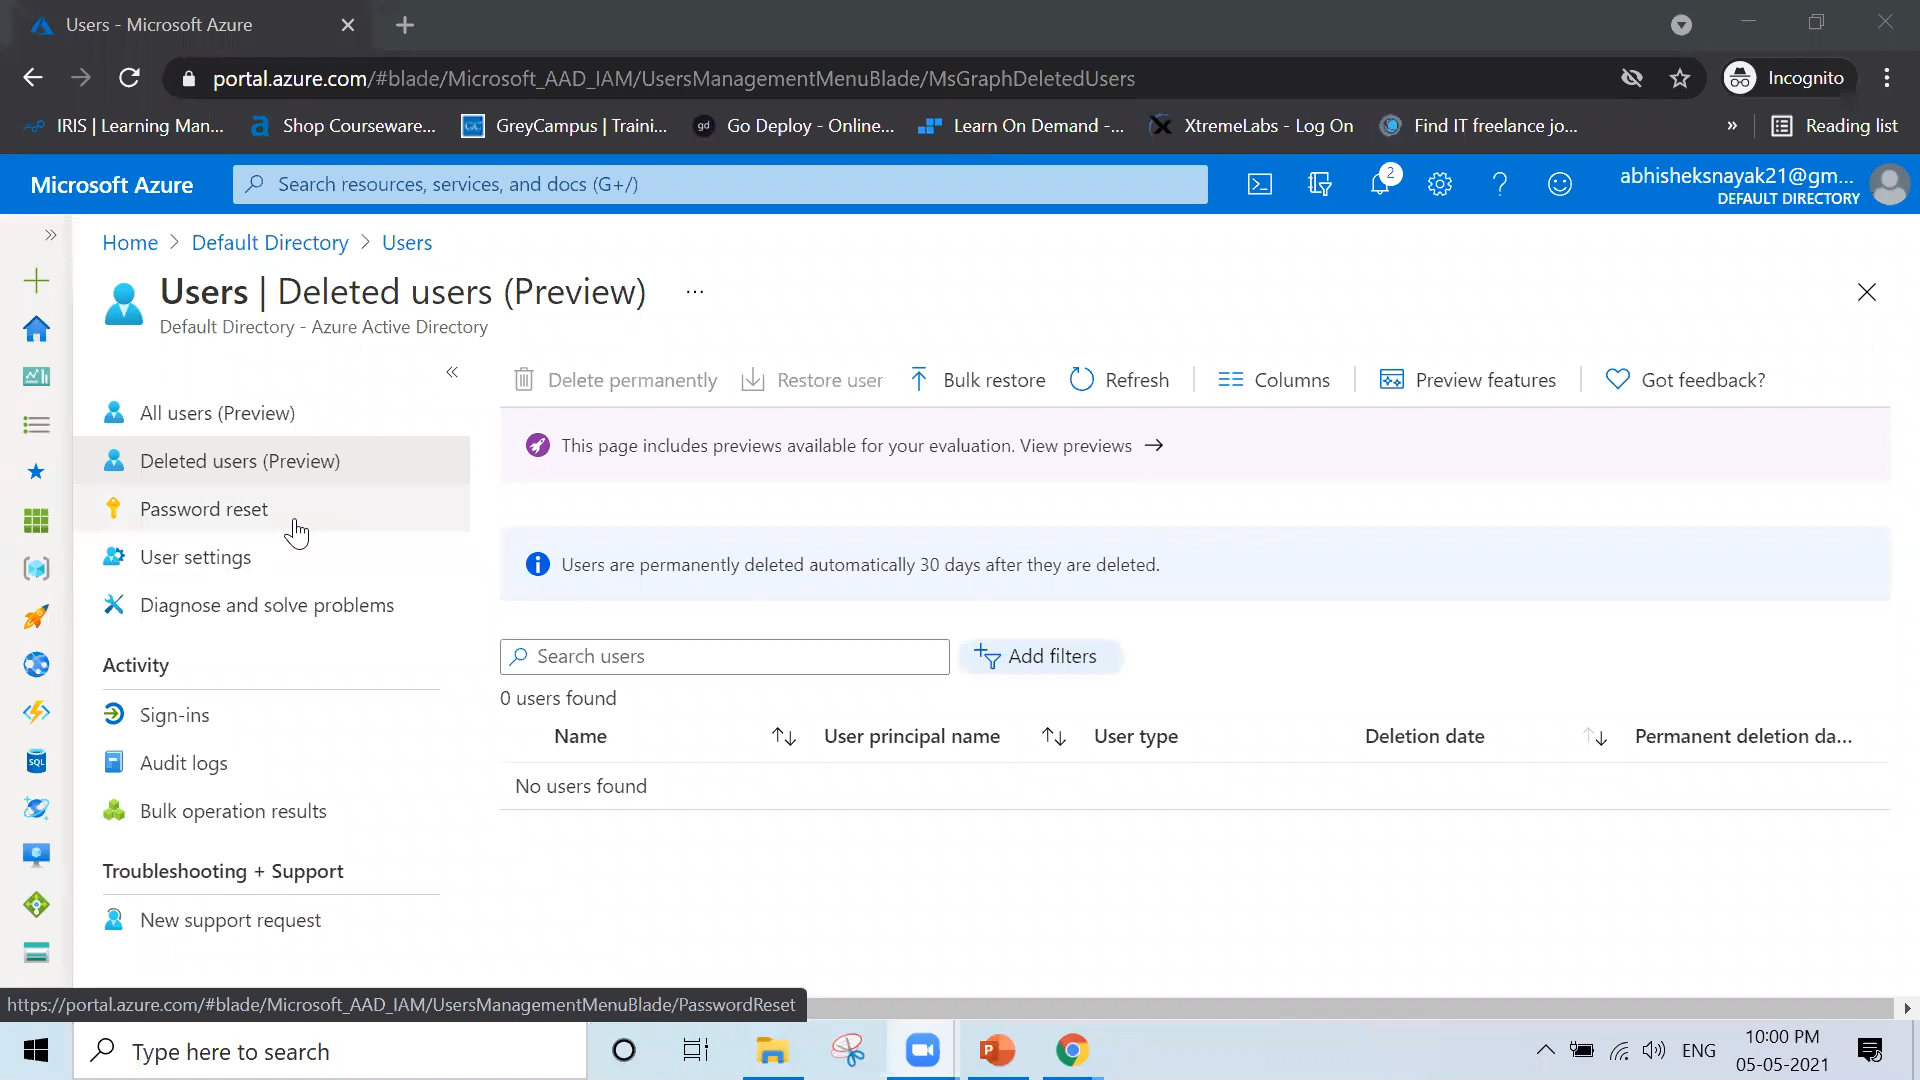 Users - Microsoft Azure
portal.azure.com/#blade/Microsoft_AAD_IAM/UsersManagementMenuBlade/MsGraphDeletedUsers
Incognito
IRIS | Learning Man...
Shop Courseware...
GreyCampus | Traini...
Go Deploy - Online...
Learn On Demand -...
XtremeLabs - Log On
Find IT freelance jo...
»
Reading list
Microsoft Azure
Search resources, services, and docs (G+/)
2
abhisheksnayak21@gm...
DEFAULT DIRECTORY
Home > Default Directory > Users
Users | Deleted users (Preview) ...
Default Directory - Azure Active Directory
Delete permanently
Restore user
Bulk restore
Refresh
Columns
Preview features
Got feedback?
All users (Preview)
Deleted users (Preview)
Password reset
User settings
Diagnose and solve problems
Activity
Sign-ins
Audit logs
Bulk operation results
Troubleshooting + Support
New support request
This page includes previews available for your evaluation. View previews →
Users are permanently deleted automatically 30 days after they are deleted.
Search users
Add filters
0 users found
Name
User principal name
User type
Deletion date
Permanent deletion da...
No users found
https://portal.azure.com/#blade/Microsoft_AAD_IAM/UsersManagementMenuBlade/PasswordReset
Type here to search
ENG
10:00 PM
05-05-2021